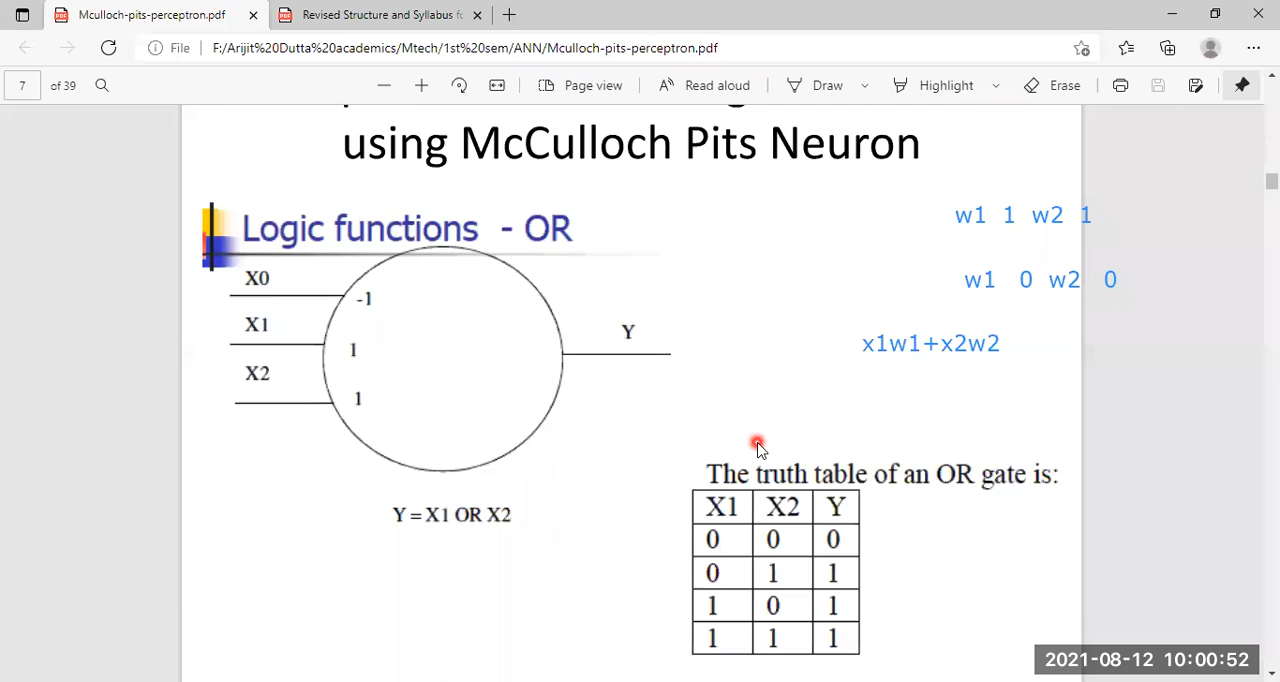 Mculloch-pits-perceptron.pdf
Revised Structure and Syllabus fo
File F:/Arijit%20Dutta%20academics/Mtech/1st%20sem/ANN/Mculloch-pits-perceptron.pdf
7 of 39 Page view Read aloud Draw Highlight Erase
using McCulloch Pits Neuron
Logic functions - OR
w1 1 w2 1
w1 0 w2 0
x1w1+x2w2
X0
-1
X1
1
X2
1
Y
Y = X1 OR X2
The truth table of an OR gate is:
X1 X2 Y
0 0 0
0 1 1
1 0 1
1 1 1
2021-08-12 10:00:52